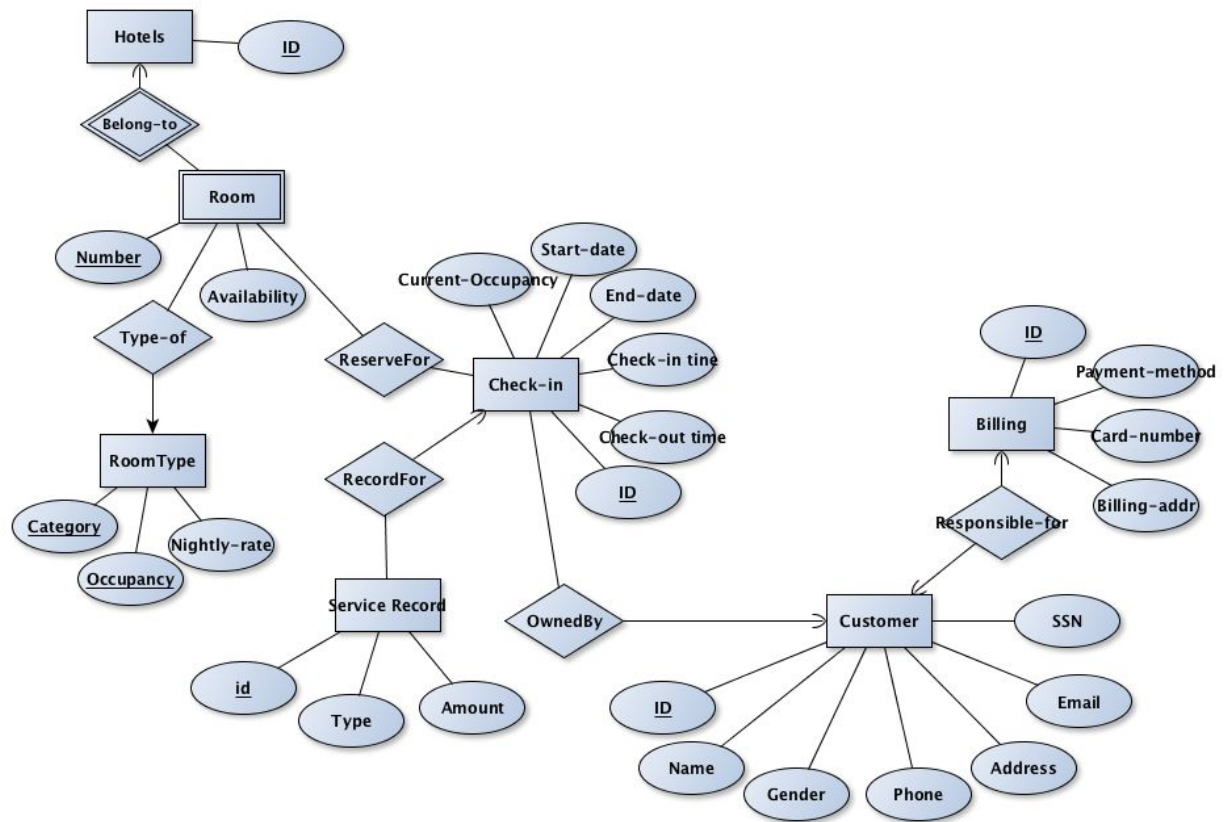 Hotels
ID
Belong-to
Room
Number
Availability
Type-of
ReserveFor
Current-Occupancy
Start-date
End-date
Check-in tine
Check-in
Check-out time
ID
RoomType
Category
Occupancy
Nightly-rate
RecordFor
Service Record
id
Type
Amount
OwnedBy
ID
Payment-method
Billing
Card-number
Billing-addr
Responsible-for
Customer
SSN
Email
ID
Name
Gender
Phone
Address